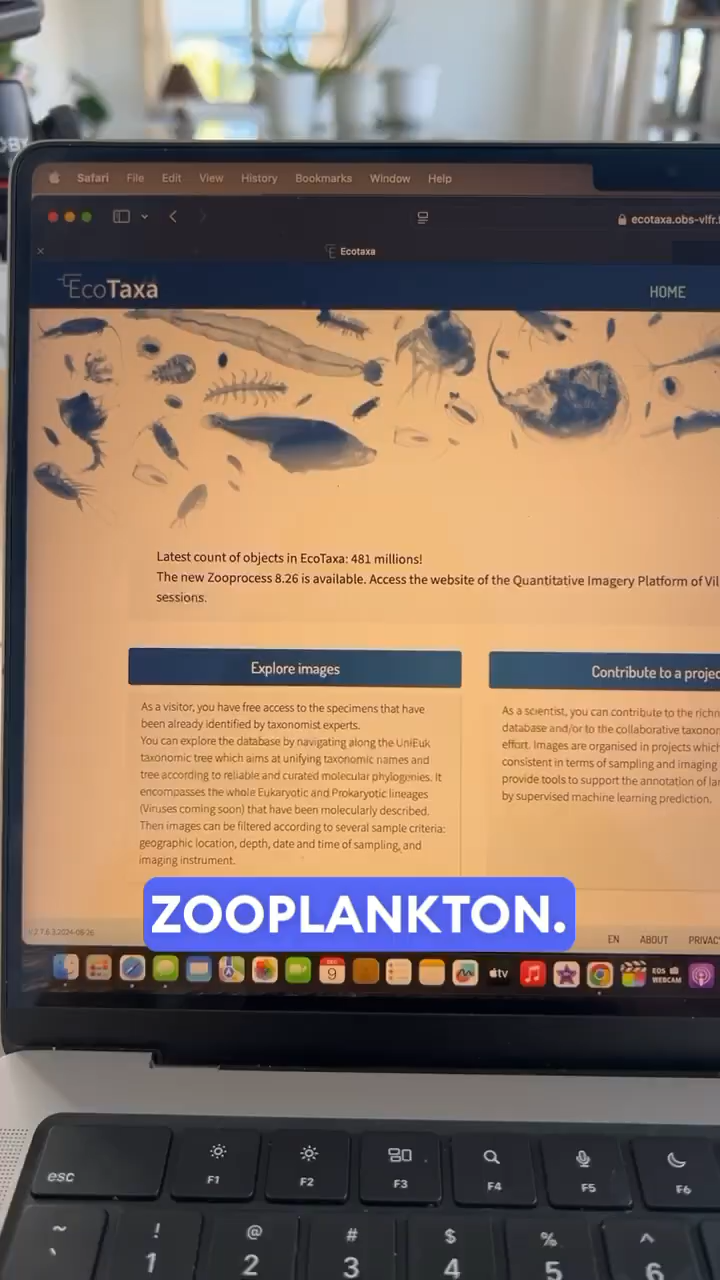 Safari File Edit View History Bookmarks Window Help
ecotaxa.obs-vlfr.f
Ecotaxa
EcoTaxa
HOME
Latest count of objects in EcoTaxa: 481 millions!
The new Zooprocess 8.26 is available. Access the website of the Quantitative Imagery Platform of Vil
sessions.
Explore images
As a visitor, you have free access to the specimens that have
been already identified by taxonomist experts.
You can explore the database by navigating along the UniEuk
taxonomic tree which aims at unifying taxonomic names and
tree according to reliable and curated molecular phylogenies. It
encompasses the whole Eukaryotic and Prokaryotic lineages
(Viruses coming soon) that have been molecularly described.
Then images can be filtered according to several sample criteria:
geographic location, depth, date and time of sampling, and
imaging instrument.
Contribute to a projec
As a scientist, you can contribute to the richn
database and/or to the collaborative taxonon
effort. Images are organised in projects which
consistent in terms of sampling and imaging
provide tools to support the annotation of lar
by supervised machine learning prediction.
ZOOPLANKTON.
EN ABOUT PRIVAC
DEC
9
tv
EOS
WEBCAM
esc
F1
F2
F3
F4
F5
F6
~
`
!
1
@
2
#
3
$
4
%
5
^
6